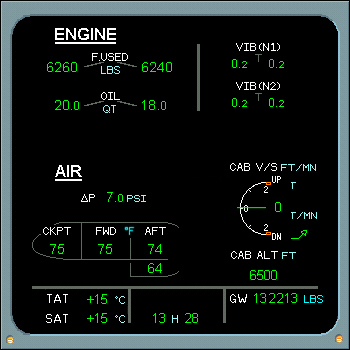 ENGINE
F.USED
6260 LBS 6240
OIL
20.0 QT 18.0
VIB(N1)
0.2 0.2
VIB(N2)
0.2 0.2
AIR
ΔP 7.0 PSI
CKPT FWD °F AFT
75 75 74
64
CAB V/S FT/MN
UP
2 T
0 0
T/MN
2
DN
CAB ALT FT
6500
TAT +15 °C
SAT +15 °C
13 H 28
GW 132213 LBS